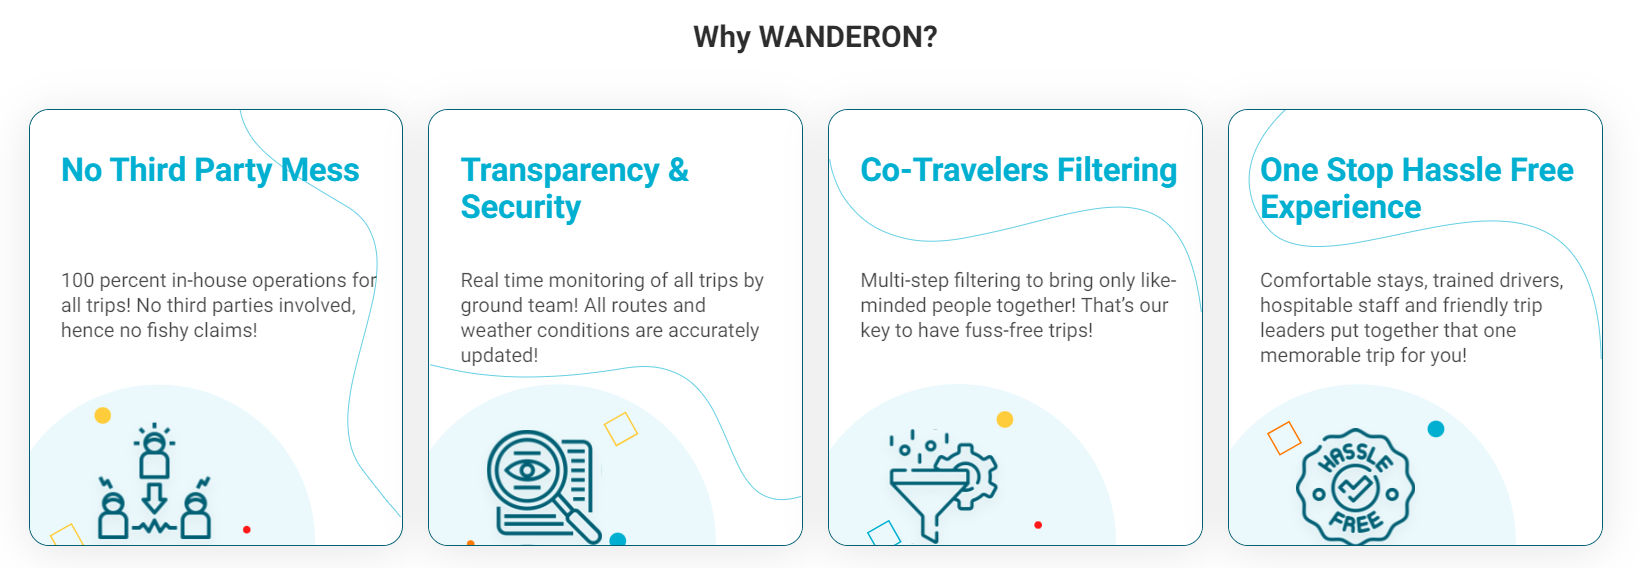 Why WANDERON?
No Third Party Mess
100 percent in-house operations for
all trips! No third parties involved,
hence no fishy claims!
Transparency &
Security
Real time monitoring of all trips by
ground team! All routes and
weather conditions are accurately
updated!
Co-Travelers Filtering
Multi-step filtering to bring only like-
minded people together! That’s our
key to have fuss-free trips!
One Stop Hassle Free
Experience
Comfortable stays, trained drivers,
hospitable staff and friendly trip
leaders put together that one
memorable trip for you!
HASSLE
FREE